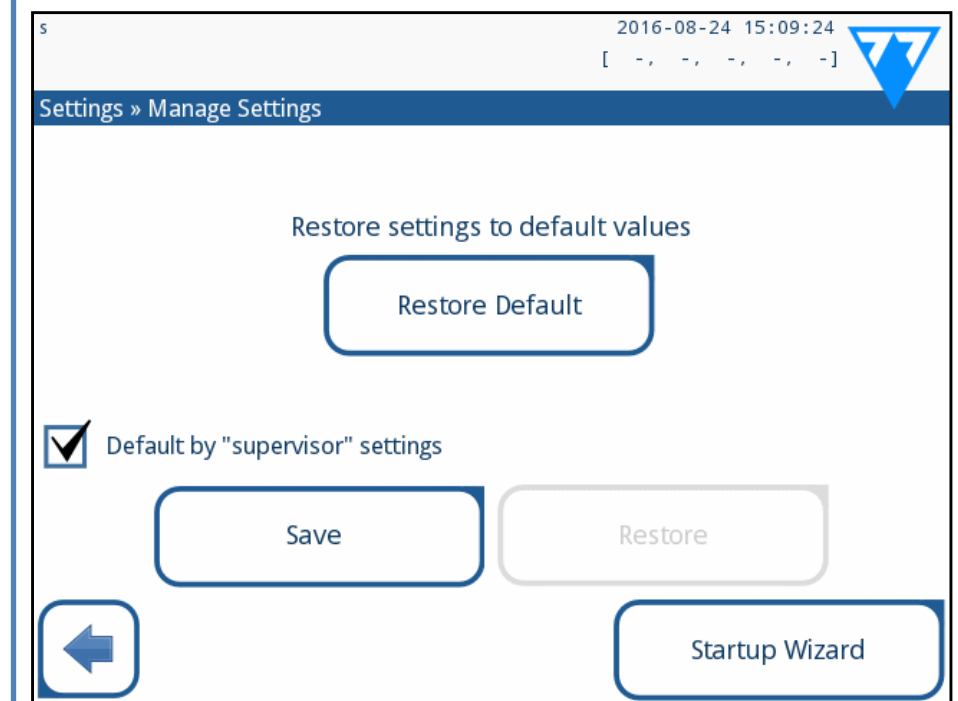 s
2016-08-24 15:09:24
[ -, -, -, -, -]
77
Settings » Manage Settings
Restore settings to default values
Restore Default
Default by "supervisor" settings
Save
Restore
Startup Wizard